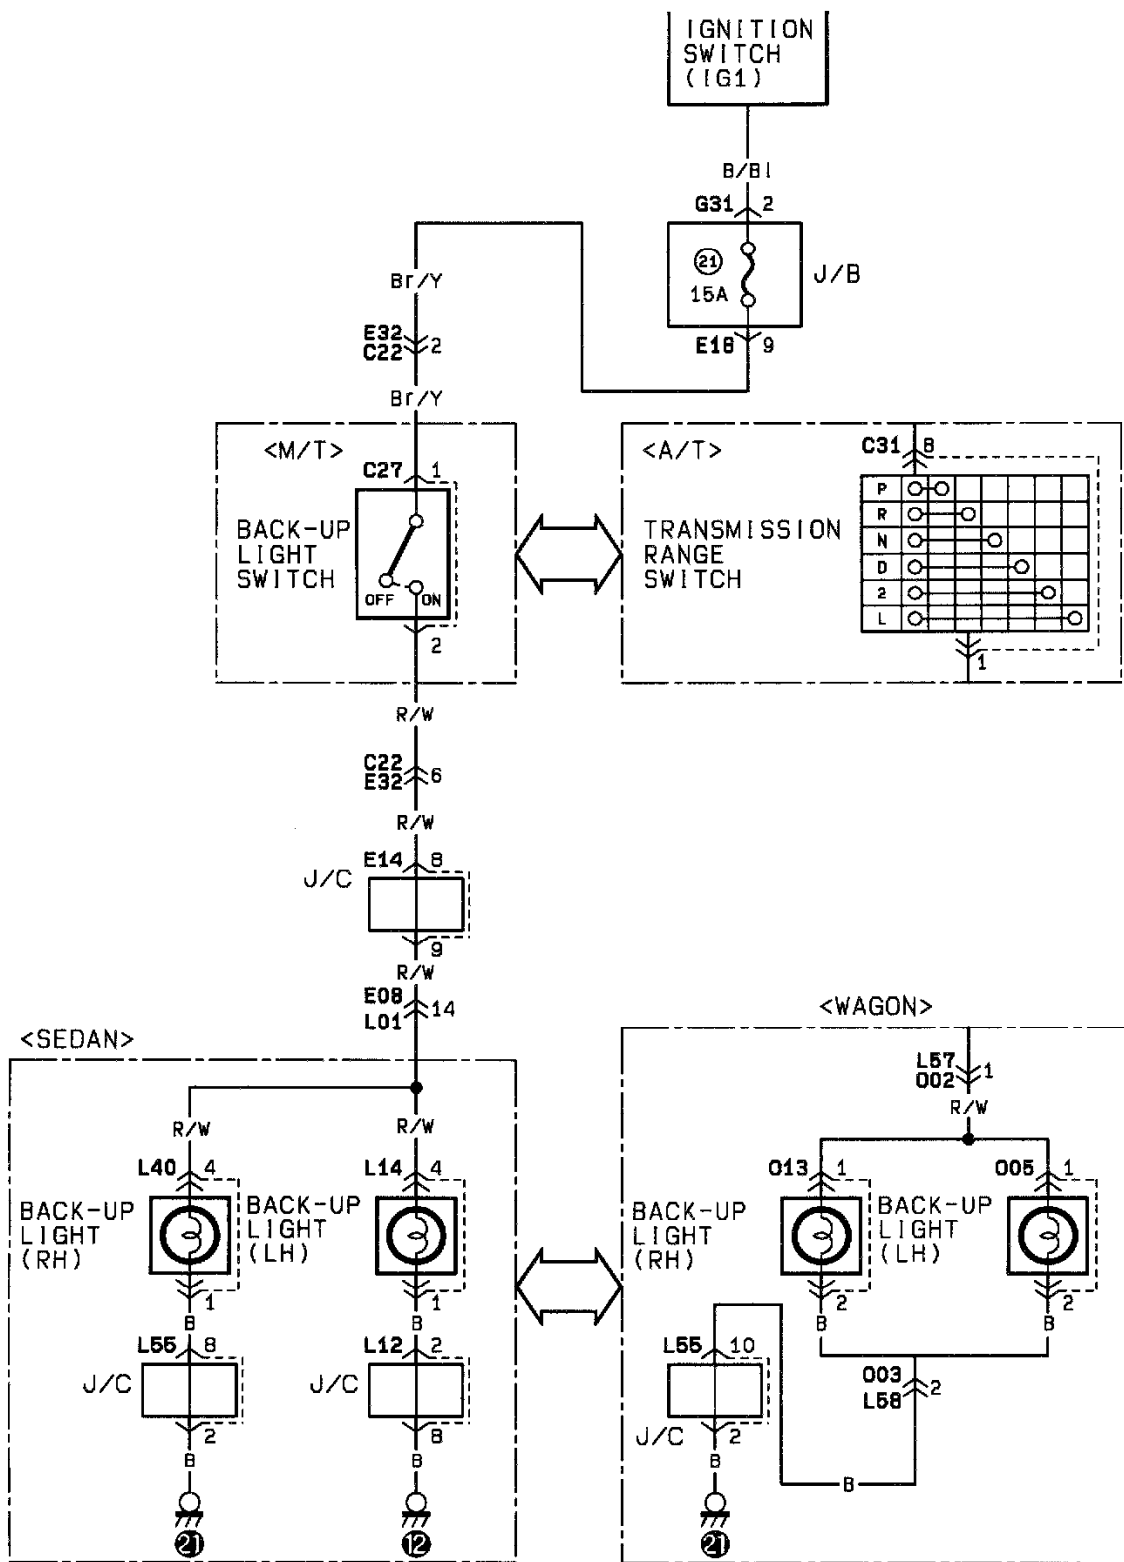 IGNITION
SWITCH
(IG1)
B/Bl
G31 2
21
15A
J/B
E16 9
Br/Y
E32
C22 2
Br/Y
<M/T>
C27 1
BACK-UP
LIGHT
SWITCH
OFF ON
2
<A/T>
TRANSMISSION
RANGE
SWITCH
C31 8
P
R
N
D
2
L
1
R/W
C22
E32 6
R/W
E14 8
J/C
9
R/W
E08
L01 14
<SEDAN>
R/W
R/W
L40 4
L14 4
BACK-UP
LIGHT
(RH)
BACK-UP
LIGHT
(LH)
1
1
B
B
L55 8
L12 2
J/C
J/C
2
8
B
B
21
12
<WAGON>
L57
O02 1
R/W
O13 1
O05 1
BACK-UP
LIGHT
(RH)
BACK-UP
LIGHT
(LH)
2
2
B
B
L55 10
O03
L58 2
J/C
2
B
B
21